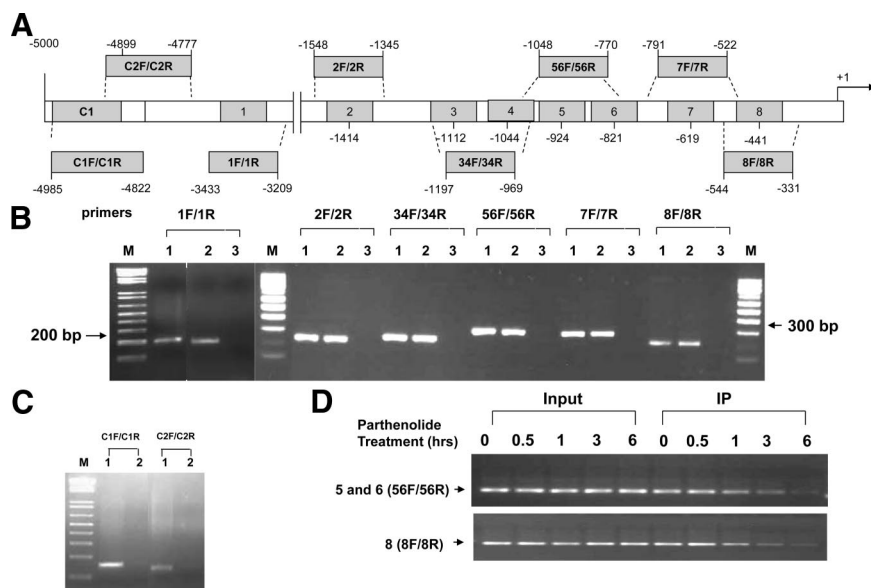 A
-5000
-4899 -4777 -1548 -1345 -1048 -770 -791 -522
C2F/C2R 2F/2R 56F/56R 7F/7R
+1
C1 1 2 3 4 5 6 7 8
-1414 -1112 -1044 -924 -821 -619 -441
C1F/C1R 1F/1R 34F/34R 8F/8R
-4985 -4822 -3433 -3209 -1197 -969 -544 -331
B
primers 1F/1R 2F/2R 34F/34R 56F/56R 7F/7R 8F/8R
M 1 2 3 M 1 2 3 1 2 3 1 2 3 1 2 3 1 2 3 M
200 bp
300 bp
C
C1F/C1R C2F/C2R
M 1 2 1 2
D
Input IP
Parthenolide
Treatment (hrs) 0 0.5 1 3 6 0 0.5 1 3 6
5 and 6 (56F/56R)
8 (8F/8R)